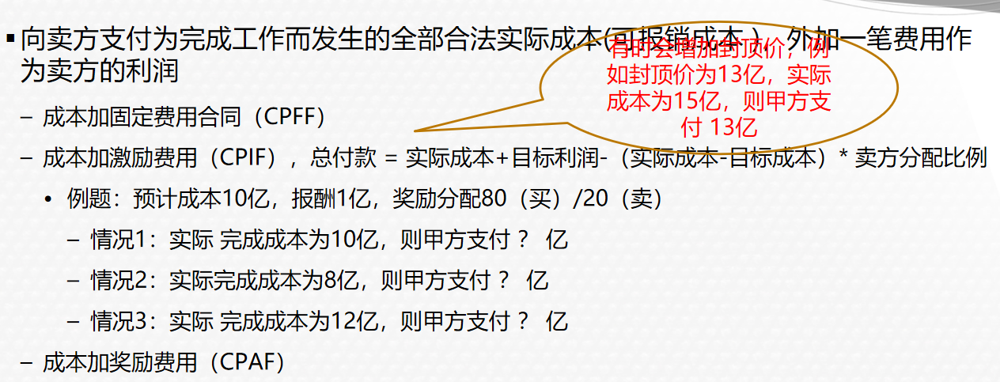 ▪向卖方支付为完成工作而发生的全部合法实际成本(可报销成本 )，外加一笔费用作
为卖方的利润
有时会增加封顶价，例
如封顶价为13亿，实际
成本为15亿，则甲方支
付 13亿
– 成本加固定费用合同（CPFF）
– 成本加激励费用（CPIF），总付款 = 实际成本+目标利润-（实际成本-目标成本）* 卖方分配比例
• 例题：预计成本10亿，报酬1亿，奖励分配80（买）/20（卖）
– 情况1：实际 完成成本为10亿，则甲方支付 ？ 亿
– 情况2：实际完成成本为8亿，则甲方支付 ？ 亿
– 情况3：实际 完成成本为12亿，则甲方支付 ？ 亿
– 成本加奖励费用（CPAF）